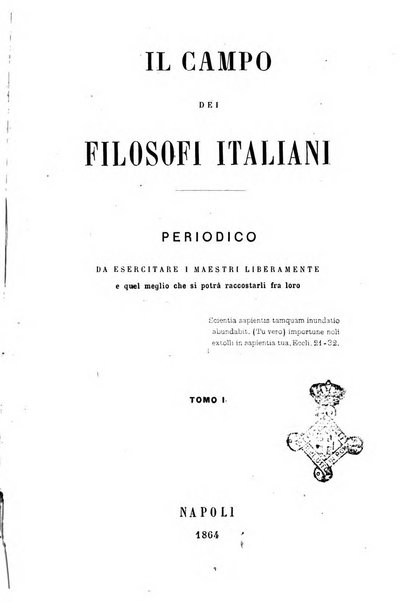 IL CAMPO
DEI
FILOSOFI ITALIANI
PERIODICO
DA ESERCITARE I MAESTRI LIBERAMENTE
e quel meglio che si potrà raccostarli fra loro
Scientia sapientis tamquam inundatio
abundabit. (Tu vero) importune noli
extolli in sapientia tua. Eccli. 21-32.
TOMO I.
NAPOLI
1864